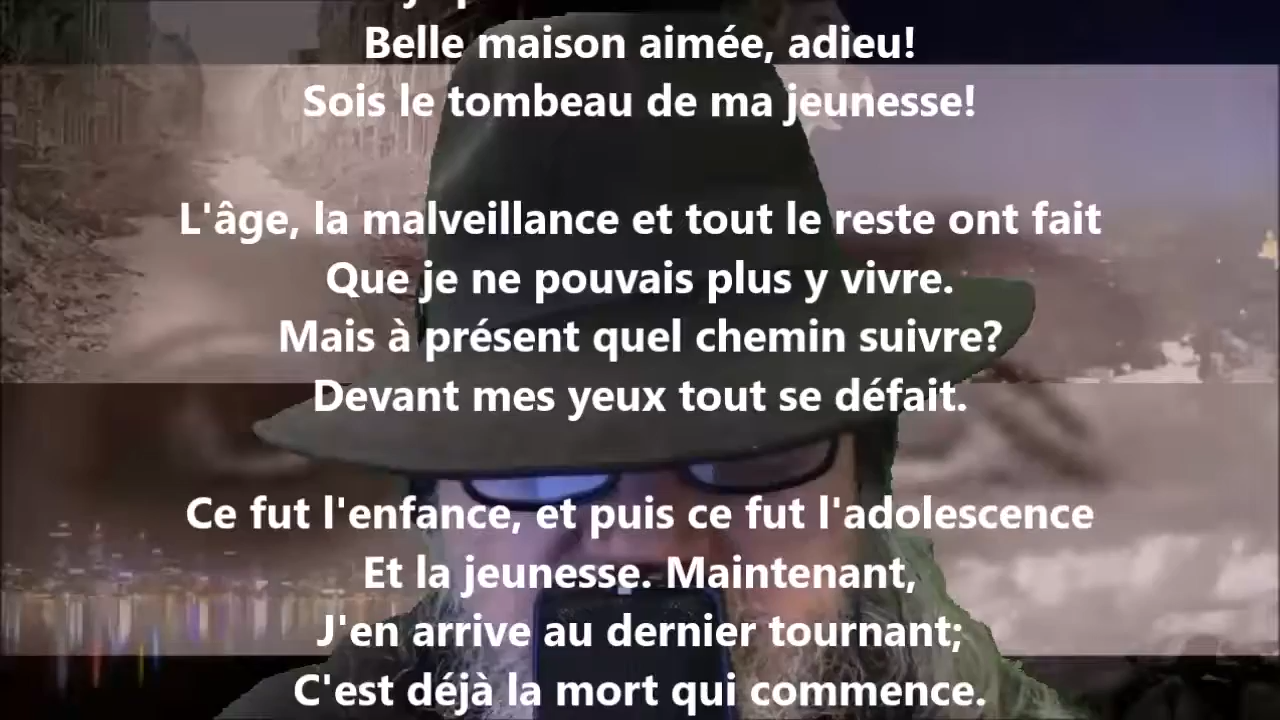 Belle maison aimée, adieu!
Sois le tombeau de ma jeunesse!
L'âge, la malveillance et tout le reste ont fait
Que je ne pouvais plus y vivre.
Mais à présent quel chemin suivre?
Devant mes yeux tout se défait.
Ce fut l'enfance, et puis ce fut l'adolescence
Et la jeunesse. Maintenant,
J'en arrive au dernier tournant;
C'est déjà la mort qui commence.